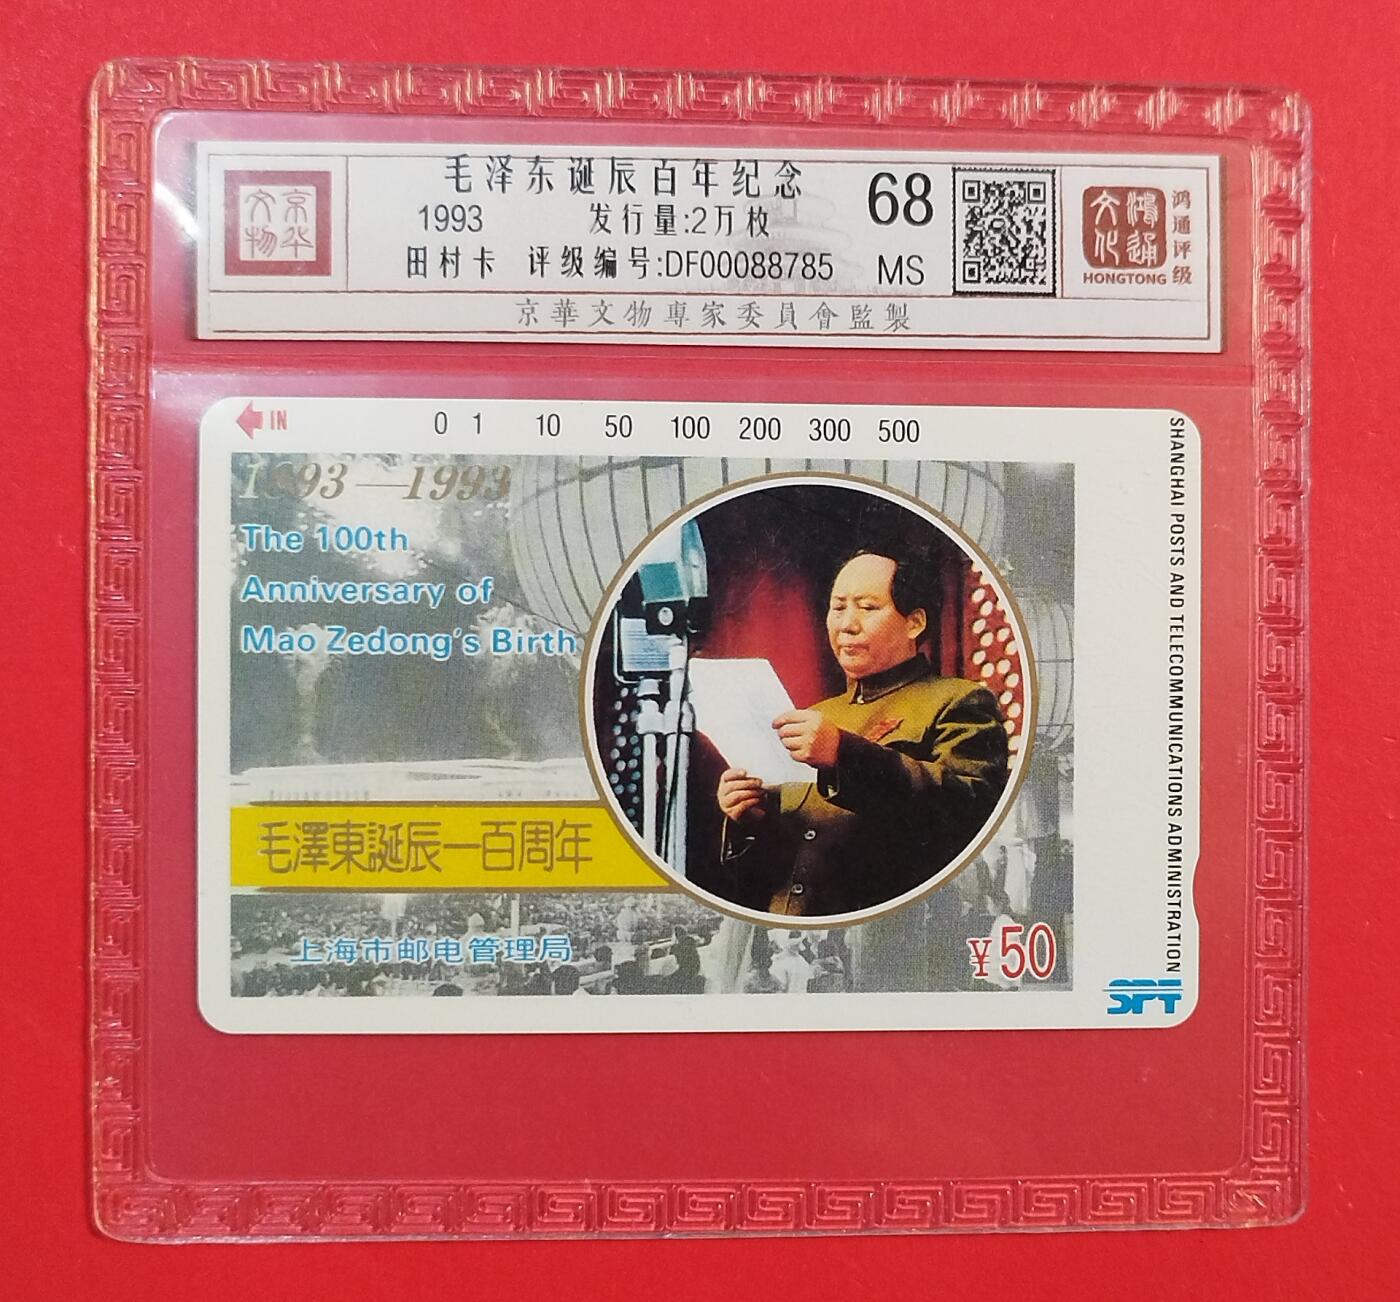 京华文物
毛泽东诞辰百年纪念
1993 发行量:2万枚
田村卡 评级编号:DF00088785
68
MS
鸿通文化
HONGTONG
鸿通评级
京華文物專家委員會監製
IN
0 1 10 50 100 200 300 500
1893—1993
The 100th
Anniversary of
Mao Zedong's Birth
毛澤東誕辰一百周年
上海市邮电管理局
¥50
SHANGHAI POSTS AND TELECOMMUNICATIONS ADMINISTRATION
SPT